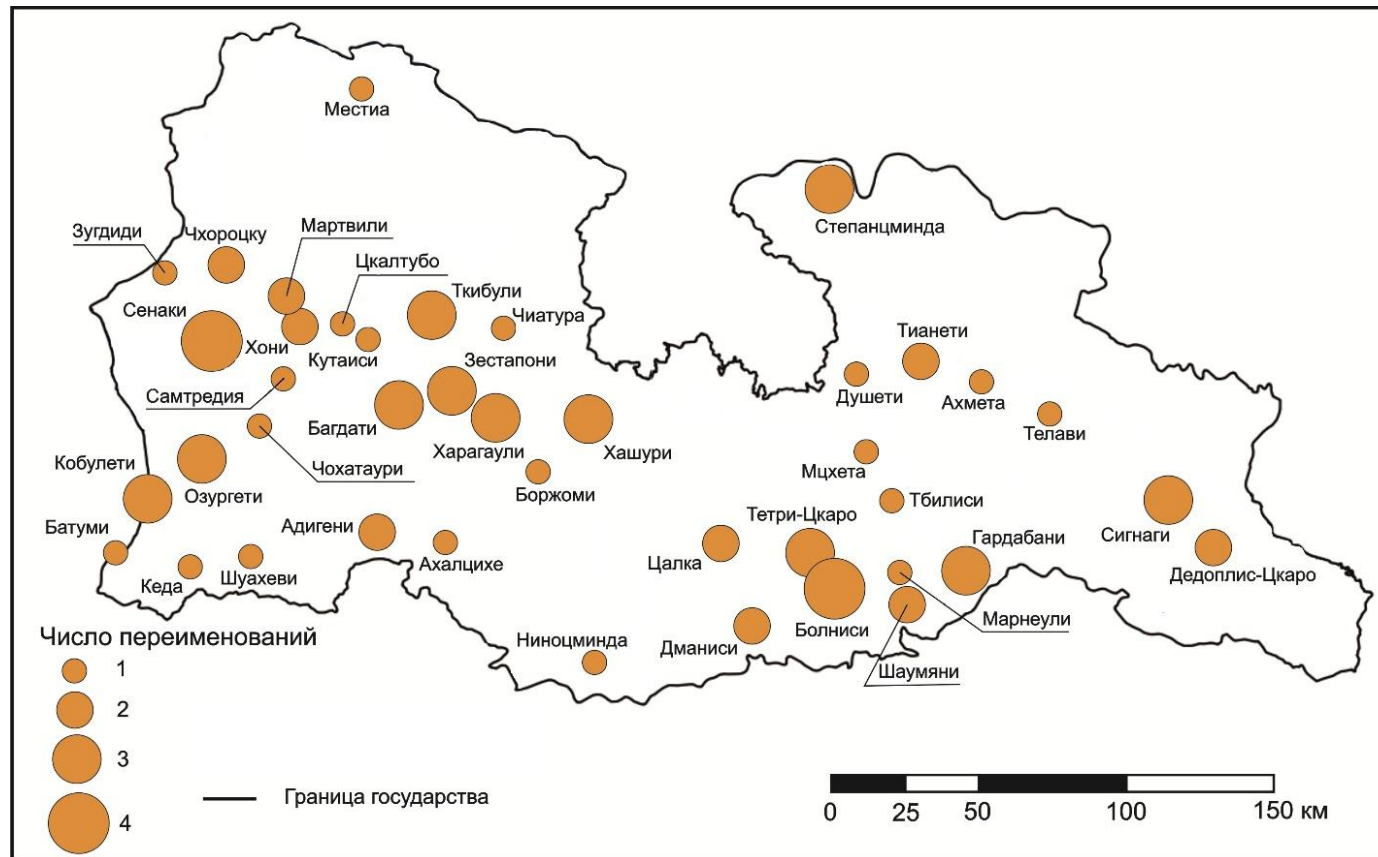 Местиа
Степанцминда
Зугдиди
Чхороцку
Мартвили
Цкалтубо
Сенаки
Хони
Кутаиси
Ткибули
Чиатура
Зестапони
Самтредия
Багдати
Харагаули
Хашури
Чохатаури
Боржоми
Тианети
Душети
Ахмета
Телави
Мцхета
Тбилиси
Кобулети
Озургети
Батуми
Кеда
Шуахеви
Адигени
Ахалцихе
Цалка
Тетри-Цкаро
Гардабани
Сигнаги
Дедоплис-Цкаро
Марнеули
Болниси
Шаумяни
Дманиси
Ниноцминда
Число переименований
1
2
3
4
Граница государства
0 25 50 100 150 км